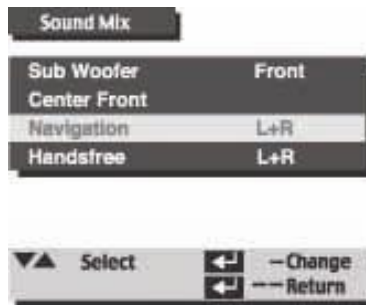 Sound Mix
Sub Woofer Front
Center Front
Navigation L+R
Handsfree L+R
▼▲ Select – Change
–– Return